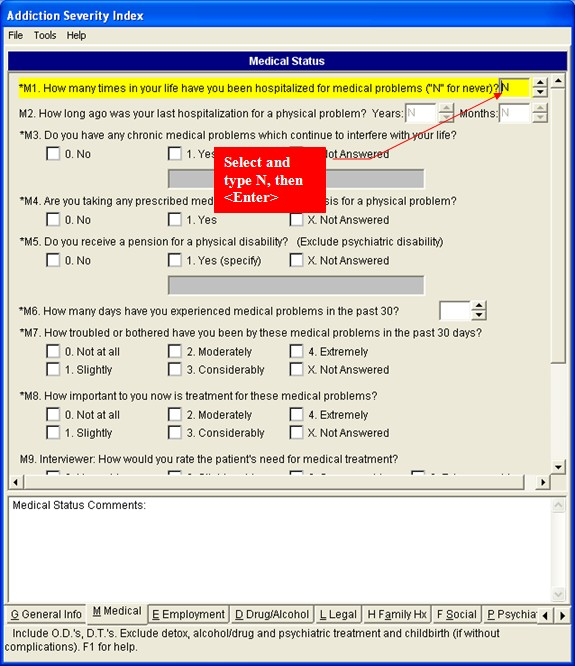 Addiction Severity Index
File Tools Help
Medical Status
*M1. How many times in your life have you been hospitalized for medical problems ("N" for never)? N
M2. How long ago was your last hospitalization for a physical problem? Years: N Months: N
*M3. Do you have any chronic medical problems which continue to interfere with your life?
0. No 1. Yes Not Answered
Select and
type N, then
<Enter>
*M4. Are you taking any prescribed med sis for a physical problem?
0. No 1. Yes X. Not Answered
*M5. Do you receive a pension for a physical disability? (Exclude psychiatric disability)
0. No 1. Yes (specify) X. Not Answered
*M6. How many days have you experienced medical problems in the past 30?
*M7. How troubled or bothered have you been by these medical problems in the past 30 days?
0. Not at all 2. Moderately 4. Extremely
1. Slightly 3. Considerably X. Not Answered
*M8. How important to you now is treatment for these medical problems?
0. Not at all 2. Moderately 4. Extremely
1. Slightly 3. Considerably X. Not Answered
M9. Interviewer: How would you rate the patient's need for medical treatment?
Medical Status Comments:
G General Info M Medical E Employment D Drug/Alcohol L Legal H Family Hx F Social P Psychia
Include O.D.'s, D.T.'s. Exclude detox, alcohol/drug and psychiatric treatment and childbirth (if without
complications). F1 for help.